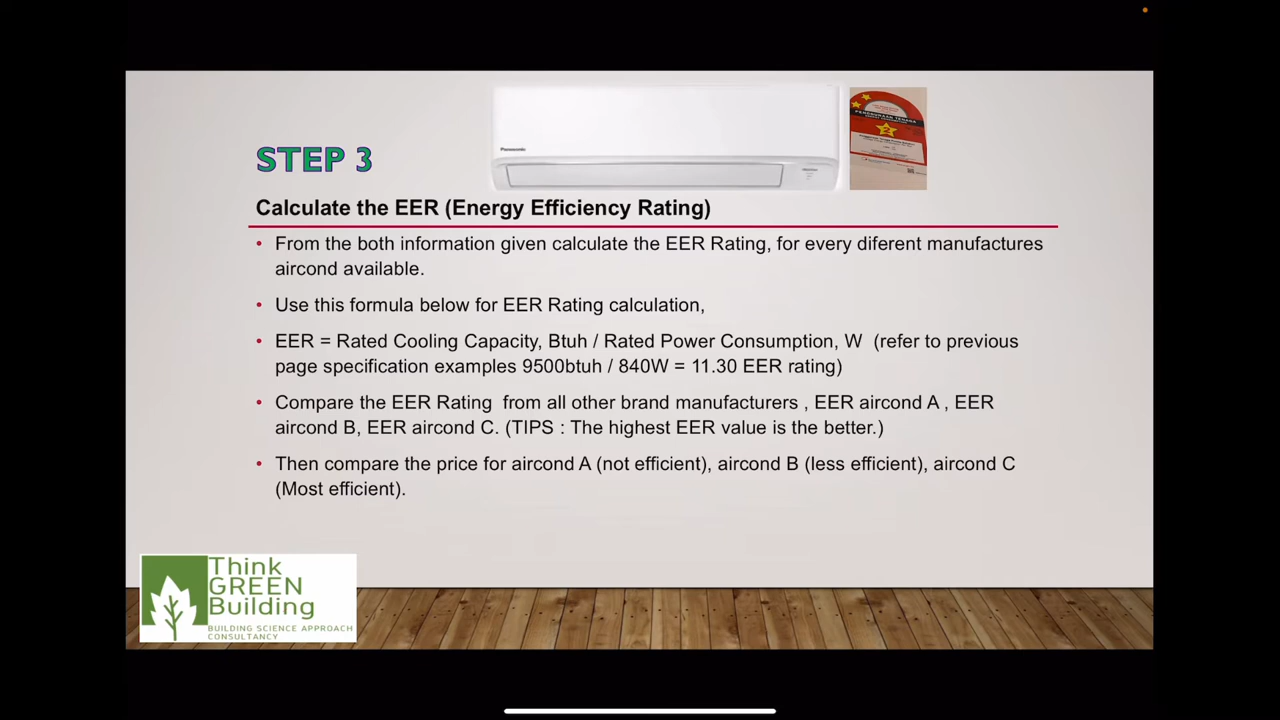 Panasonic
PENGGUNAAN TENAGA
STEP 3
Calculate the EER (Energy Efficiency Rating)
• From the both information given calculate the EER Rating, for every diferent manufactures
aircond available.
• Use this formula below for EER Rating calculation,
• EER = Rated Cooling Capacity, Btuh / Rated Power Consumption, W (refer to previous
page specification examples 9500btuh / 840W = 11.30 EER rating)
• Compare the EER Rating from all other brand manufacturers , EER aircond A , EER
aircond B, EER aircond C. (TIPS : The highest EER value is the better.)
• Then compare the price for aircond A (not efficient), aircond B (less efficient), aircond C
(Most efficient).
Think
GREEN
Building
BUILDING SCIENCE APPROACH
CONSULTANCY